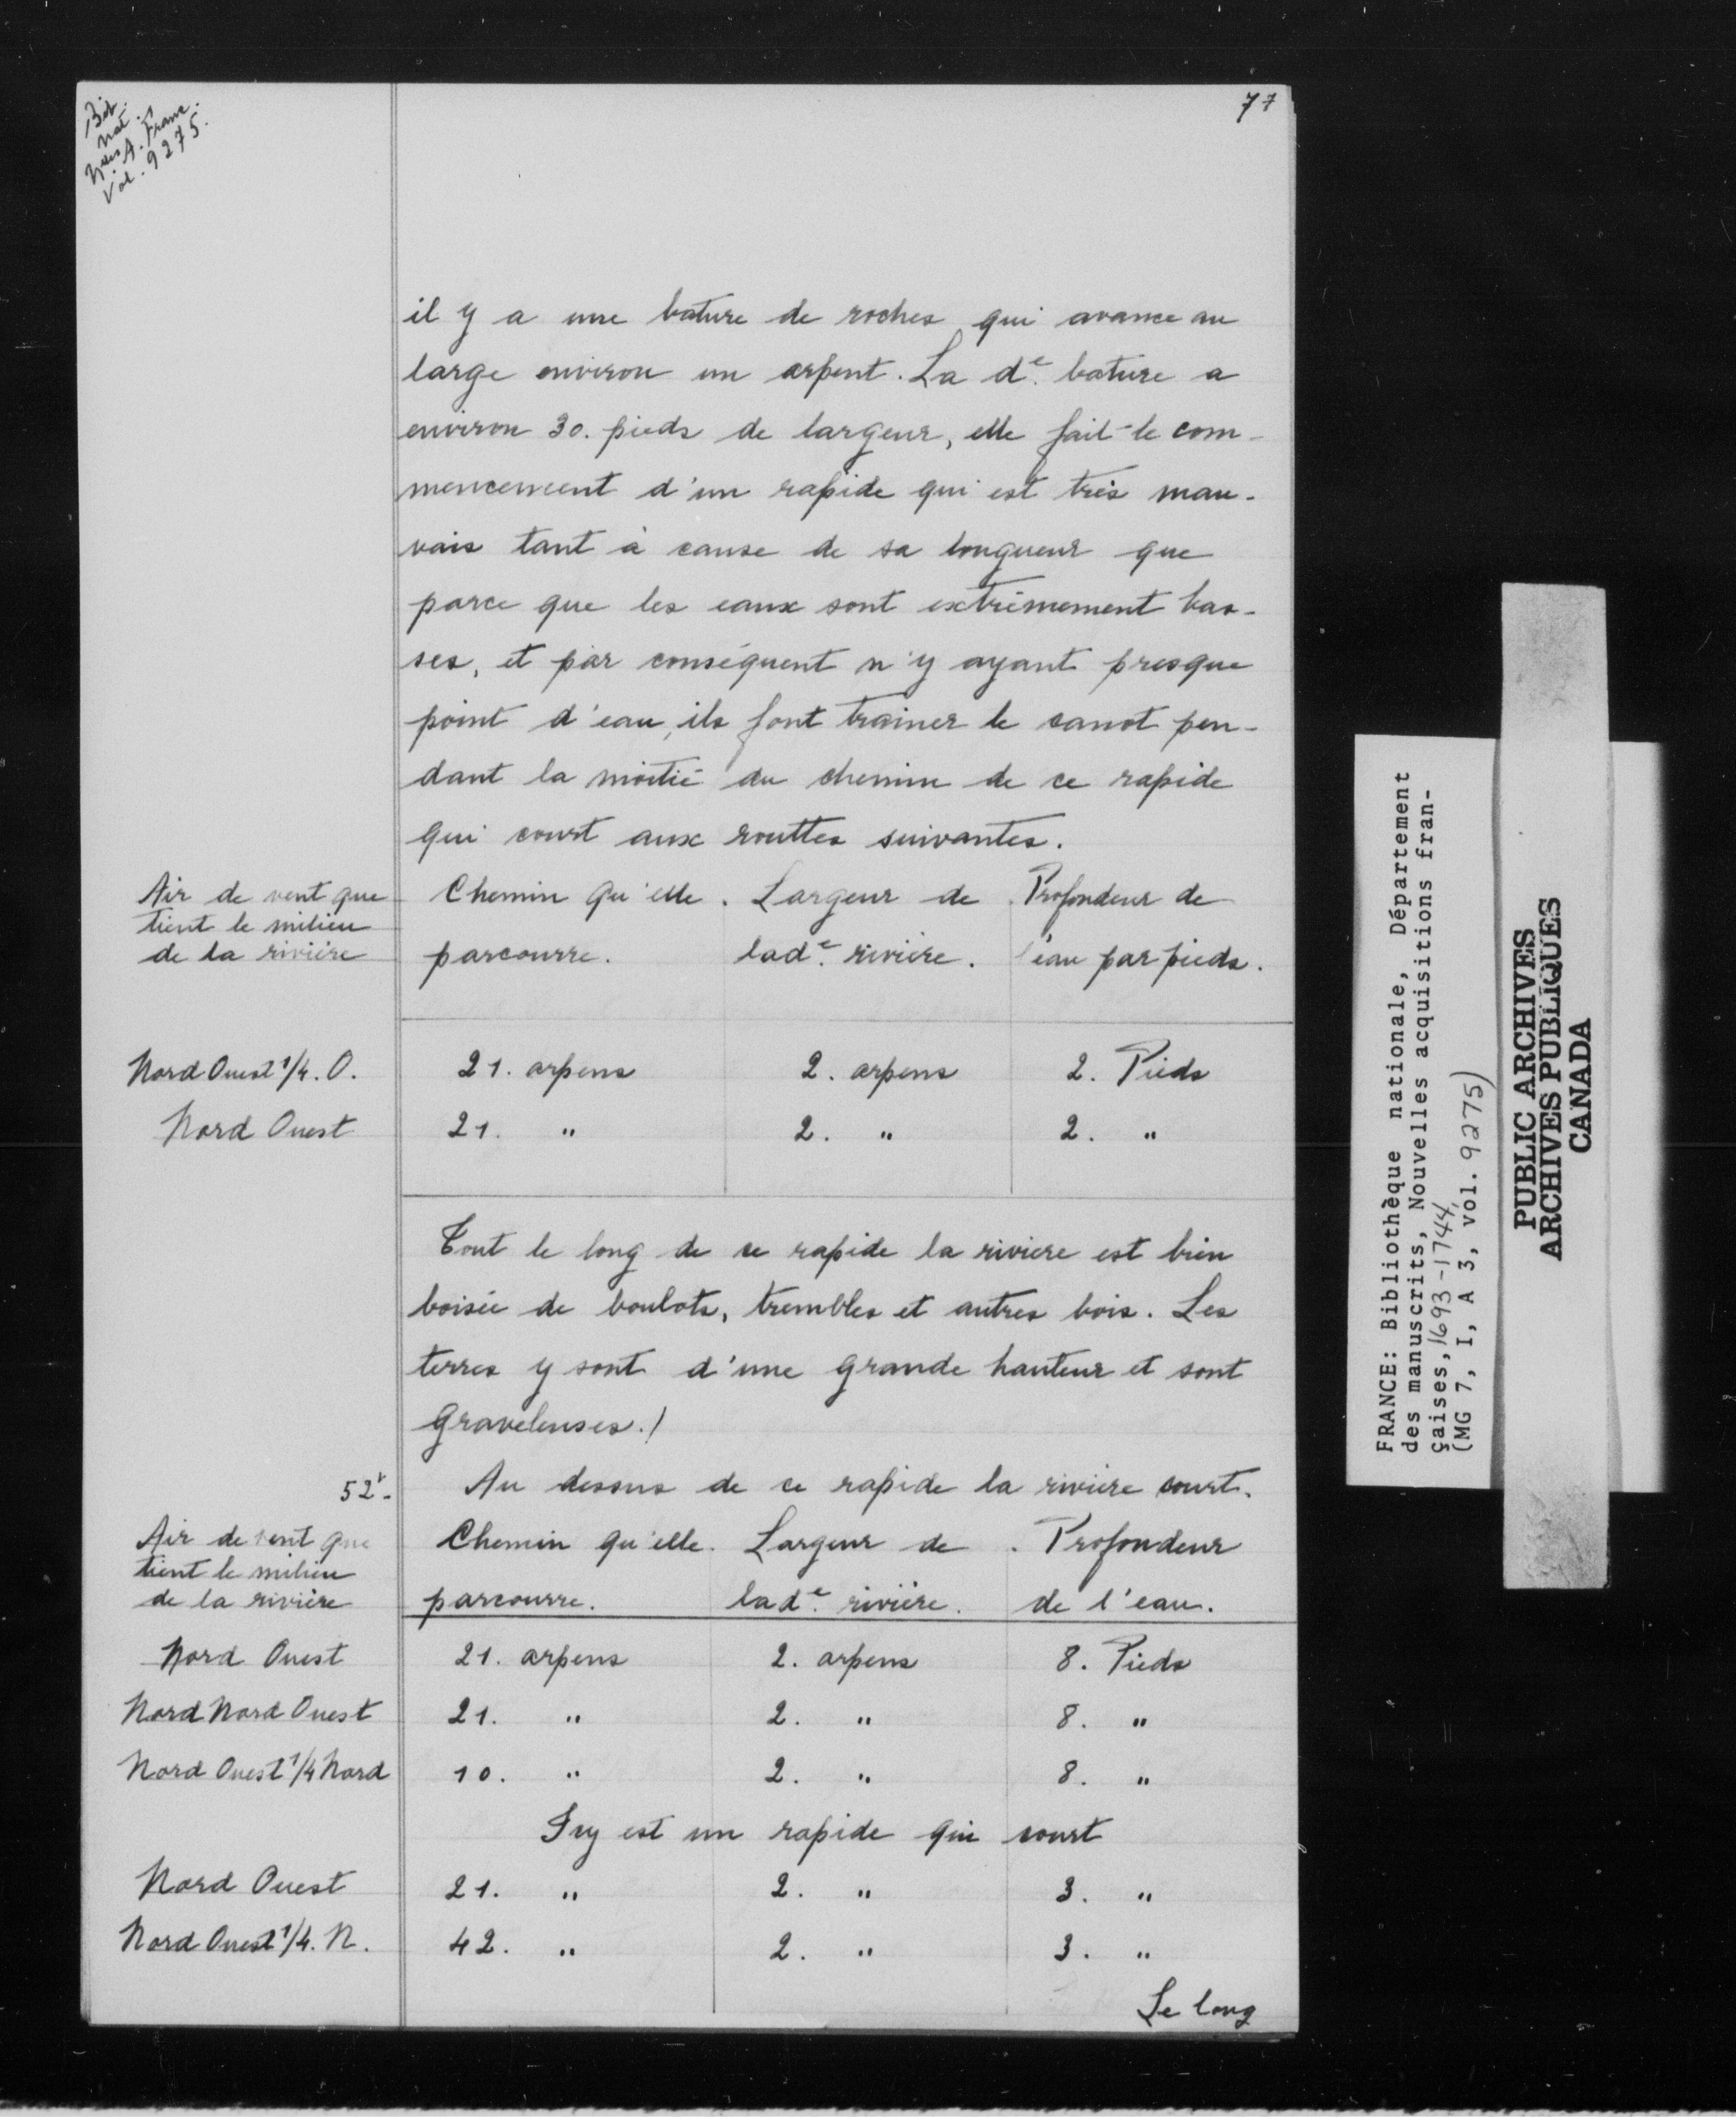 Bib.
nat.
Nles A. Franc.
Vol. 9275.
77
il y a une bature de roches qui avance au
large environ un arpent. La de. bature a
environ 30. pieds de largeur, elle fait le com-
mencement d'un rapide qui est très mau-
vais tant à cause de sa longueur que
parce que les eaux sont extrêmement bas-
ses, et par conséquent n'y ayant presque
point d'eau, ils font trainer le canot pen-
dant la moitié du chemin de ce rapide
qui court aux routtes suivantes.
Air de vent que
tient le milieu
de la rivière
Chemin qu'elle . Largeur de . Profondeur de
parcourre. lade. rivière. l'eau par pieds.
Nord Ouest 1/4. O. 21. arpens 2. arpens 2. Pieds
Nord Ouest 21. " 2. " 2. "
Tout le long de ce rapide la riviere est bien
boisée de boulots, trembles et autres bois. Les
terres y sont d'une grande hauteur et sont
graveleuses./
52v. Au dessus de ce rapide la rivière court.
Air de vent que
tient le milieu
de la rivière
Chemin qu'elle. Largeur de . Profondeur
parcourre. lade. rivière. de l'eau.
Nord Ouest 21. arpens 2. arpens 8. Pieds
Nord Nord Ouest 21. " 2. " 8. "
Nord Ouest 1/4 Nord 10. " 2. " 8. "
Icy est un rapide qui court
Nord Ouest 21. " 2. " 3. "
Nord Ouest 1/4. N. 42. " 2. " 3. "
Le long
FRANCE: Bibliothèque nationale, Département
des manuscrits, Nouvelles acquisitions fran-
çaises, 1693-1744,
(MG 7, I, A 3, vol. 9275)
PUBLIC ARCHIVES
ARCHIVES PUBLIQUES
CANADA